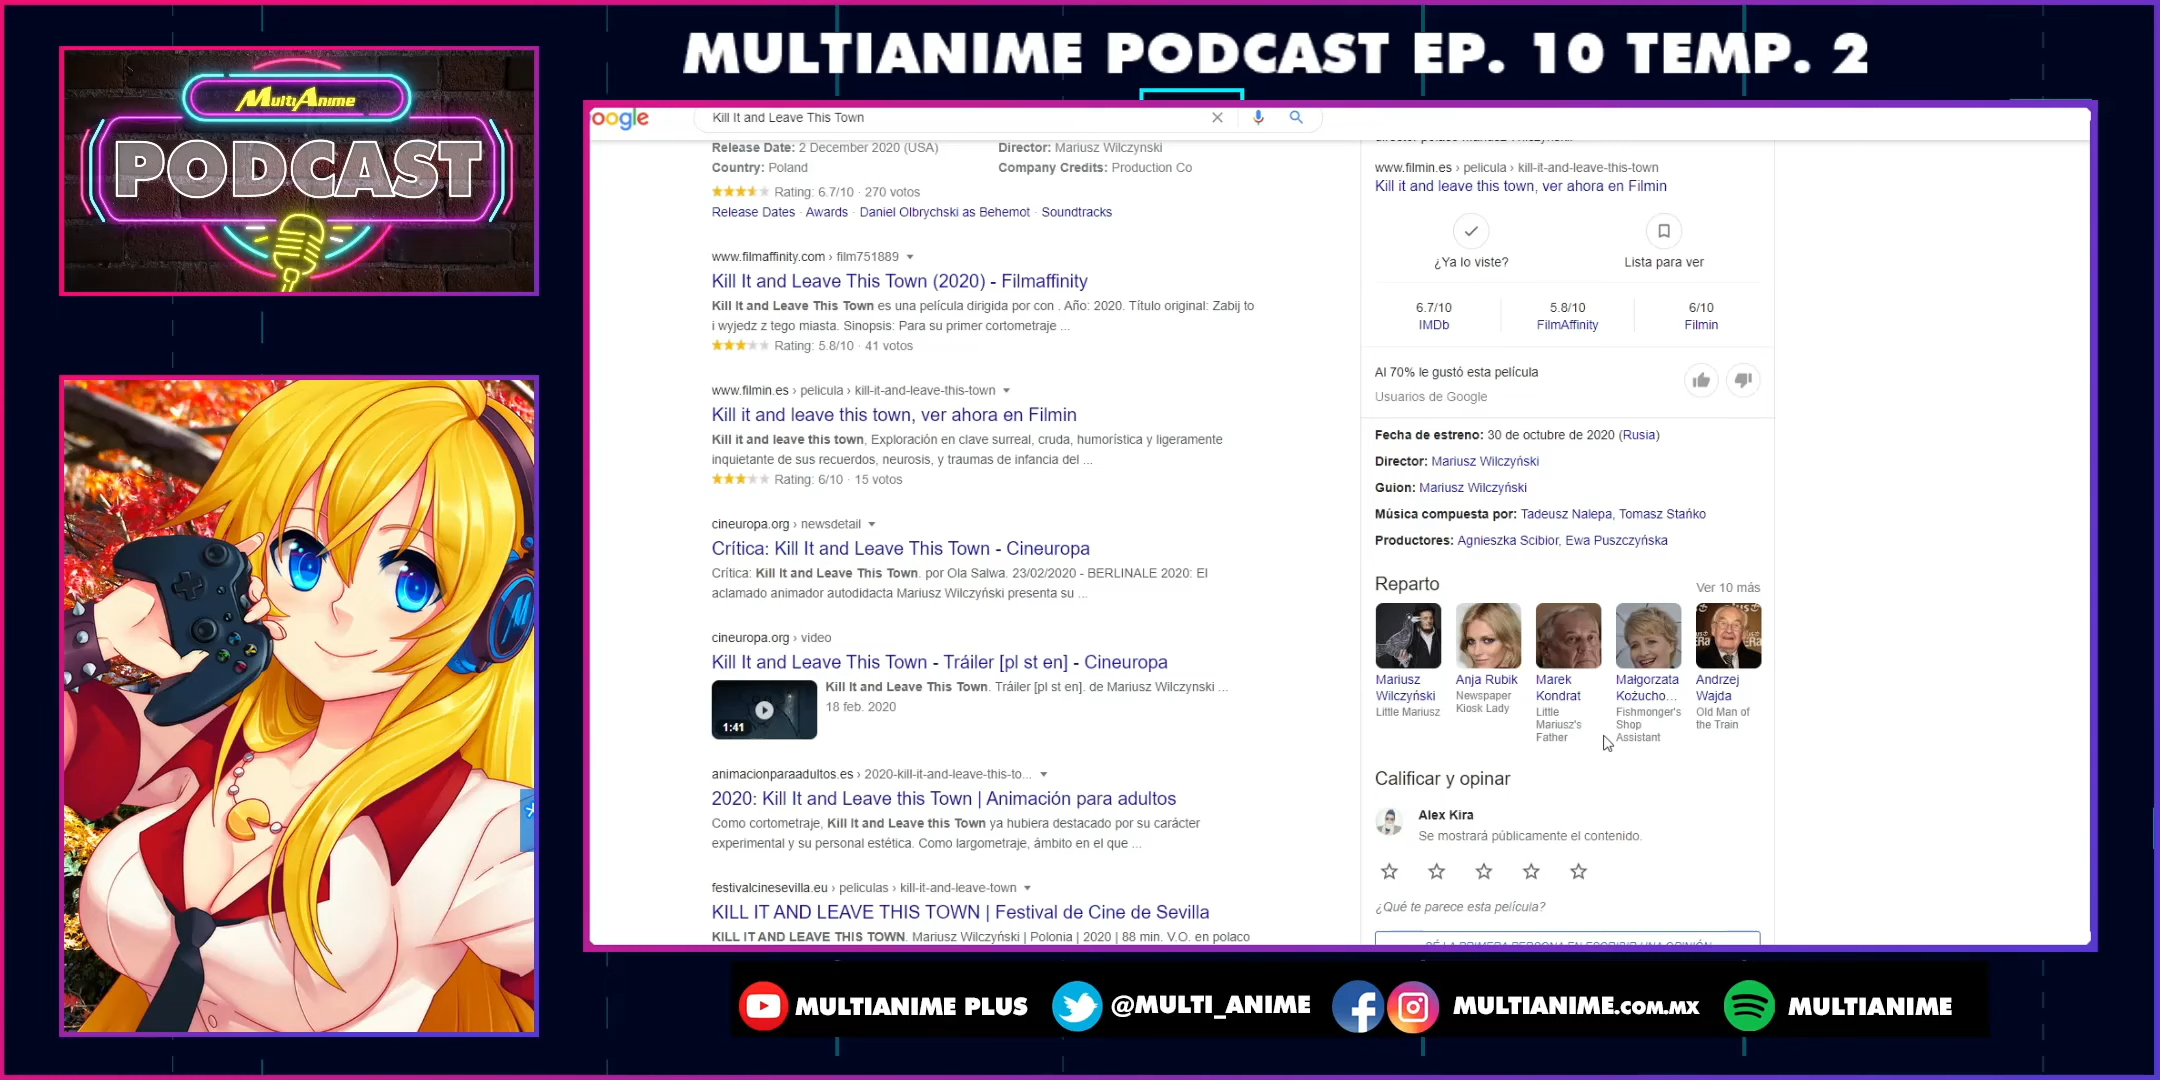 MULTIANIME PODCAST EP. 10 TEMP. 2
MultiAnime
PODCAST
oogle
Kill It and Leave This Town
Release Date: 2 December 2020 (USA)
Director: Mariusz Wilczynski
Country: Poland
Company Credits: Production Co
Rating: 6.7/10 · 270 votos
Release Dates · Awards · Daniel Olbrychski as Behemot · Soundtracks
www.filmaffinity.com › film751889
Kill It and Leave This Town (2020) - Filmaffinity
Kill It and Leave This Town es una película dirigida por con . Año: 2020. Título original: Zabij to
i wyjedz z tego miasta. Sinopsis: Para su primer cortometraje ...
Rating: 5.8/10 · 41 votos
www.filmin.es › pelicula › kill-it-and-leave-this-town
Kill it and leave this town, ver ahora en Filmin
Kill it and leave this town, Exploración en clave surreal, cruda, humorística y ligeramente
inquietante de sus recuerdos, neurosis, y traumas de infancia del ...
Rating: 6/10 · 15 votos
cineuropa.org › newsdetail
Crítica: Kill It and Leave This Town - Cineuropa
Crítica: Kill It and Leave This Town. por Ola Salwa. 23/02/2020 - BERLINALE 2020: El
aclamado animador autodidacta Mariusz Wilczyński presenta su ...
cineuropa.org › video
Kill It and Leave This Town - Tráiler [pl st en] - Cineuropa
Kill It and Leave This Town. Tráiler [pl st en]. de Mariusz Wilczynski ...
18 feb. 2020
1:41
animacionparaadultos.es › 2020-kill-it-and-leave-this-to...
2020: Kill It and Leave this Town | Animación para adultos
Como cortometraje, Kill It and Leave this Town ya hubiera destacado por su carácter
experimental y su personal estética. Como largometraje, ámbito en el que ...
festivalcinesevilla.eu › peliculas › kill-it-and-leave-town
KILL IT AND LEAVE THIS TOWN | Festival de Cine de Sevilla
KILL IT AND LEAVE THIS TOWN. Mariusz Wilczyński | Polonia | 2020 | 88 min. V.O. en polaco
www.filmin.es › pelicula › kill-it-and-leave-this-town
Kill it and leave this town, ver ahora en Filmin
¿Ya lo viste?
Lista para ver
6.7/10
IMDb
5.8/10
FilmAffinity
6/10
Filmin
Al 70% le gustó esta película
Usuarios de Google
Fecha de estreno: 30 de octubre de 2020 (Rusia)
Director: Mariusz Wilczyński
Guion: Mariusz Wilczyński
Música compuesta por: Tadeusz Nalepa, Tomasz Stańko
Productores: Agnieszka Scibior, Ewa Puszczyńska
Reparto
Ver 10 más
Mariusz
Wilczyński
Little Mariusz
Anja Rubik
Newspaper
Kiosk Lady
Marek
Kondrat
Little
Mariusz's
Father
Małgorzata
Kożucho...
Fishmonger's
Shop
Assistant
Andrzej
Wajda
Old Man of
the Train
Calificar y opinar
Alex Kira
Se mostrará públicamente el contenido.
¿Qué te parece esta película?
SÉ LA PRIMERA PERSONA EN ESCRIBIR UNA OPINIÓN
MULTIANIME PLUS
@MULTI_ANIME
MULTIANIME.COM.MX
MULTIANIME